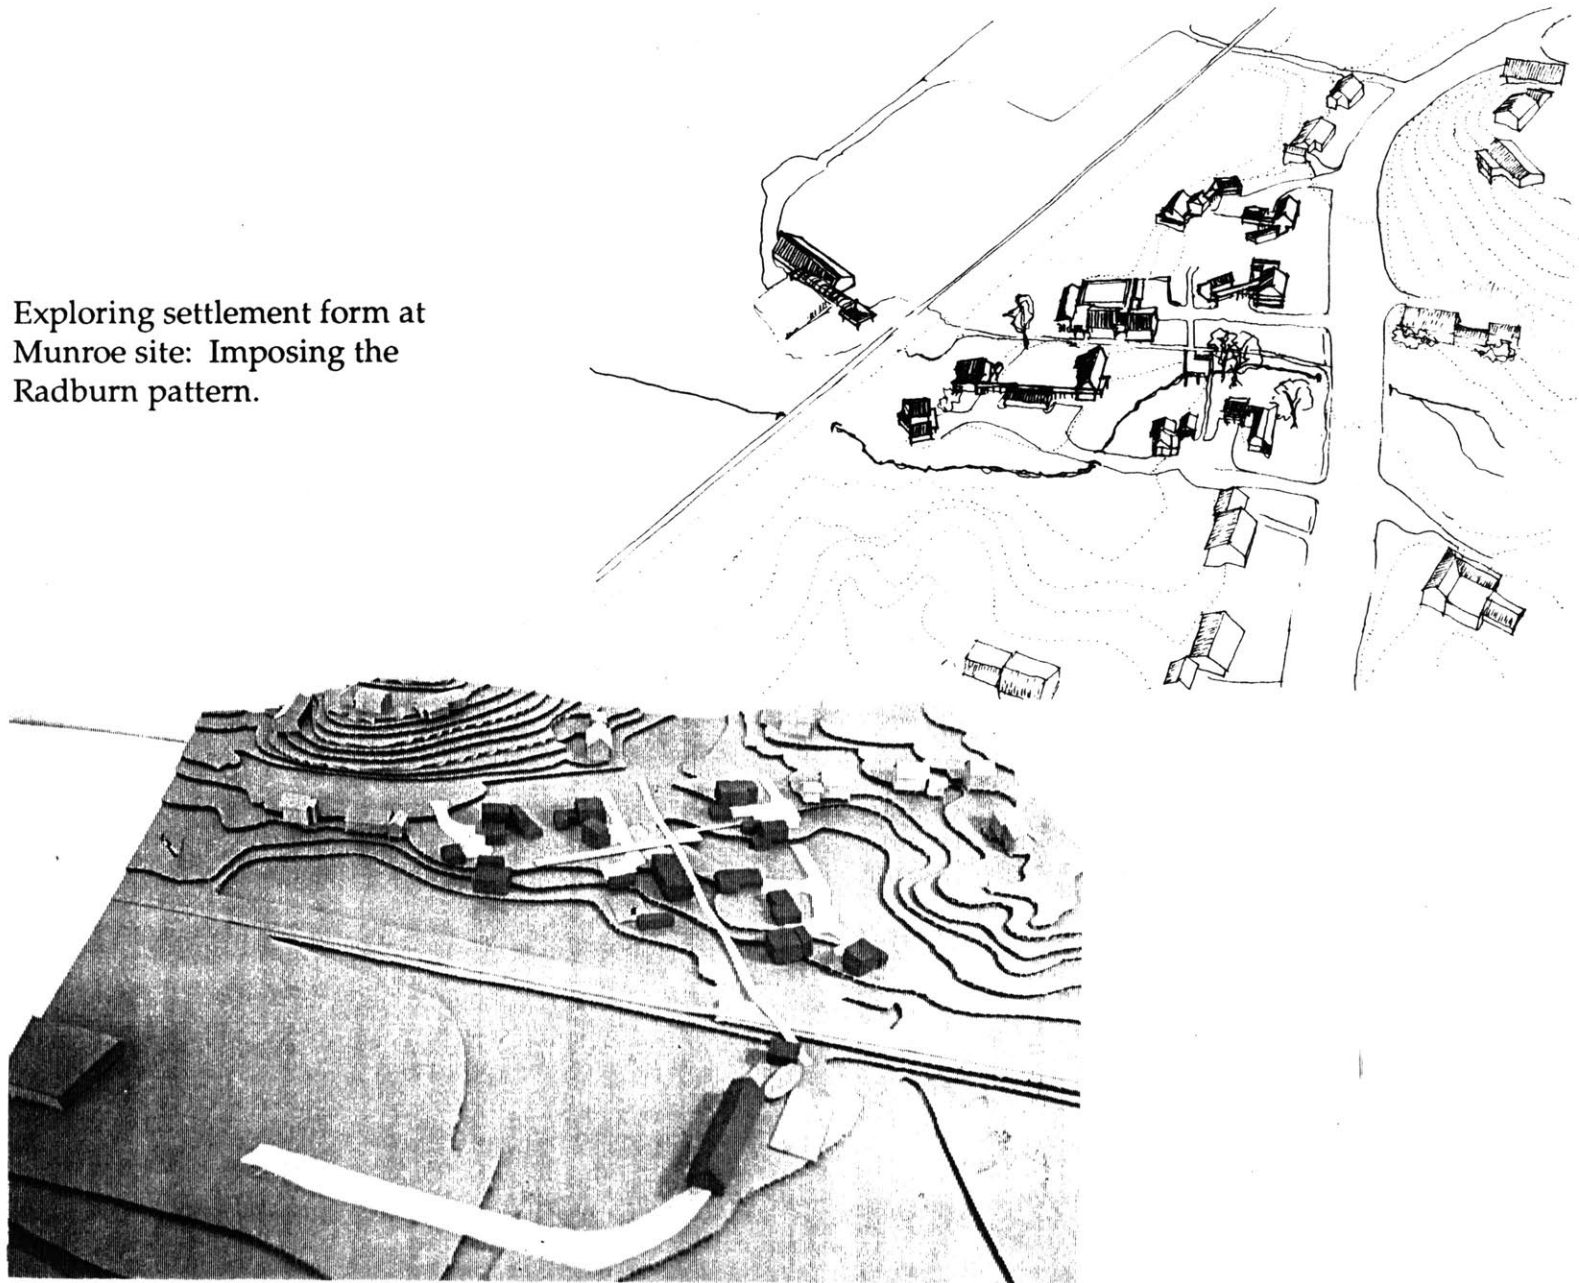 Exploring settlement form at
Munroe site:  Imposing the
Radburn pattern.